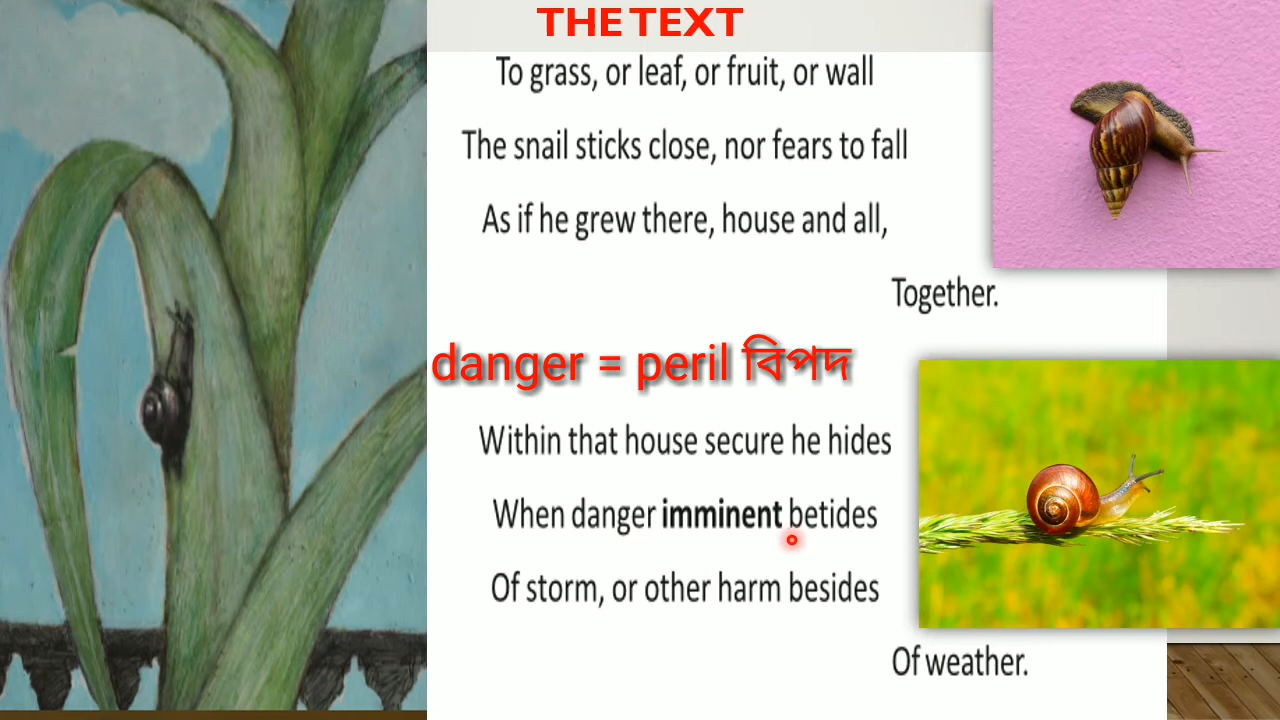 THE TEXT
To grass, or leaf, or fruit, or wall
The snail sticks close, nor fears to fall
As if he grew there, house and all,
Together.
danger = peril বিপদ
Within that house secure he hides
When danger imminent betides
Of storm, or other harm besides
Of weather.